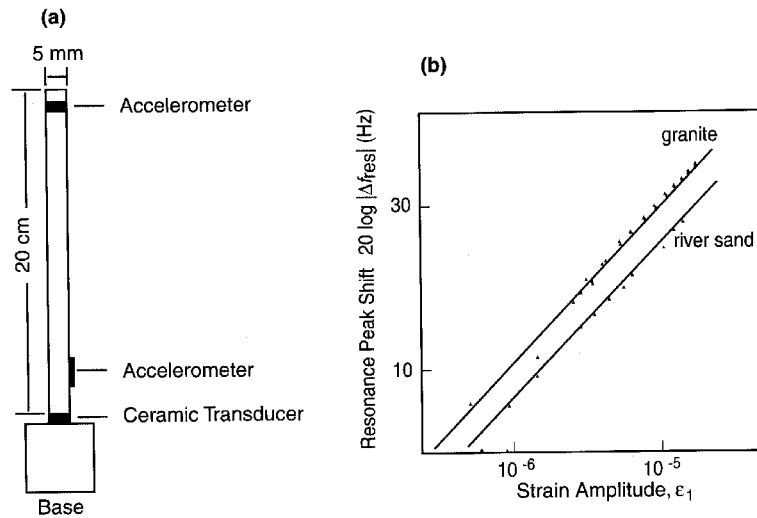 (a)
5 mm
Accelerometer
20 cm
Accelerometer
Ceramic Transducer
Base
(b)
Resonance Peak Shift 20 log |Δfres| (Hz)
30
10
granite
river sand
10-6
10-5
Strain Amplitude, ε1